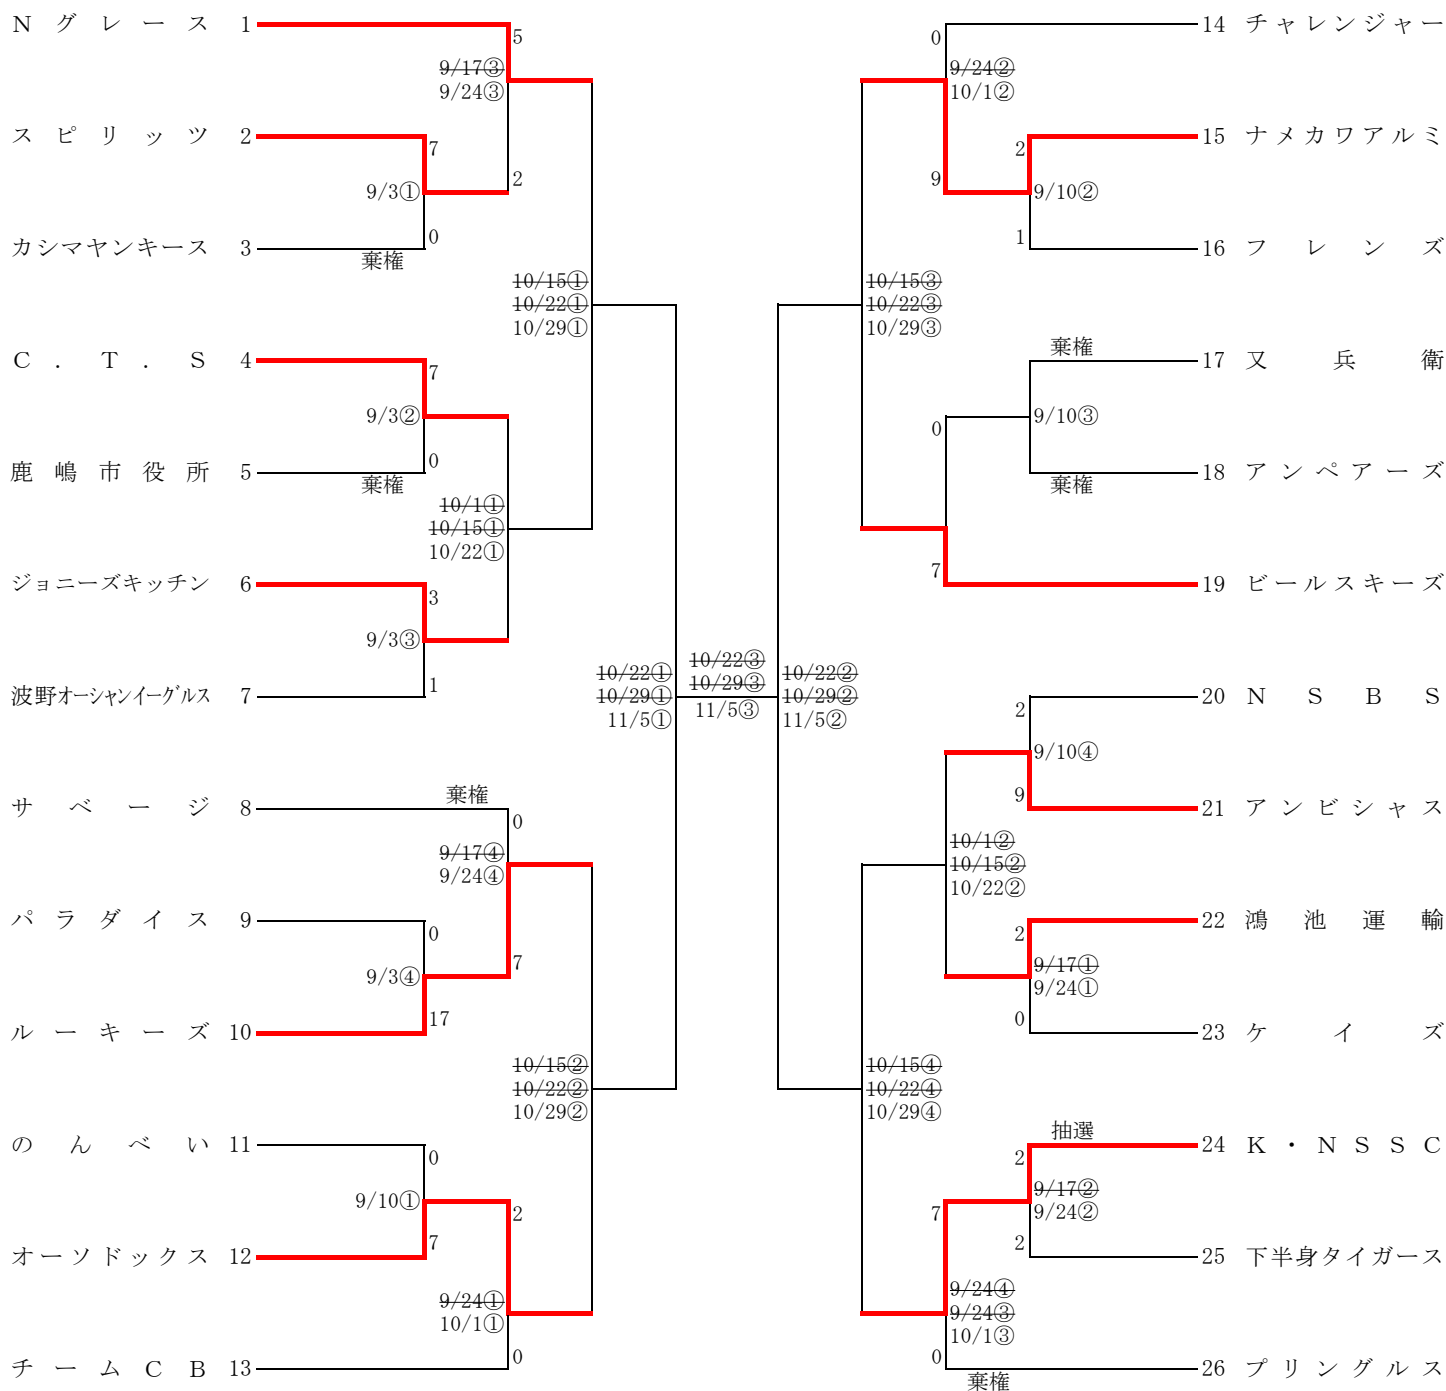 Nグレース 1
5
9/17③
9/24③
スピリッツ 2
7
2
9/3①
カシマヤンキース 3
0
棄権
10/15①
10/22①
10/29①
C.T.S 4
7
9/3②
鹿嶋市役所 5
0
棄権
10/1①
10/15①
10/22①
ジョニーズキッチン 6
3
9/3③
波野オーシャンイーグルス 7
1
10/22①
10/29①
11/5①
サベージ 8
棄権
0
9/17④
9/24④
パラダイス 9
0
9/3④
7
ルーキーズ 10
17
10/15②
10/22②
10/29②
のんべい 11
0
9/10①
2
オーソドックス 12
7
9/24①
10/1①
チームCB 13
0
10/22③
10/29③
11/5③
14 チャレンジャー
0
9/24②
10/1②
15 ナメカワアルミ
2
9
9/10②
16 フレンズ
1
10/15③
10/22③
10/29③
棄権
17 又兵衛
9/10③
0
18 アンペアーズ
棄権
7
19 ビールスキーズ
10/22②
10/29②
11/5②
20 NSBS
2
9/10④
9
21 アンビシャス
10/1②
10/15②
10/22②
22 鴻池運輸
2
9/17①
9/24①
0
23 ケイズ
10/15④
10/22④
10/29④
抽選
24 K・NSSC
2
9/17②
9/24②
7
2
25 下半身タイガース
9/24④
9/24③
10/1③
0
26 プリングルス
棄権